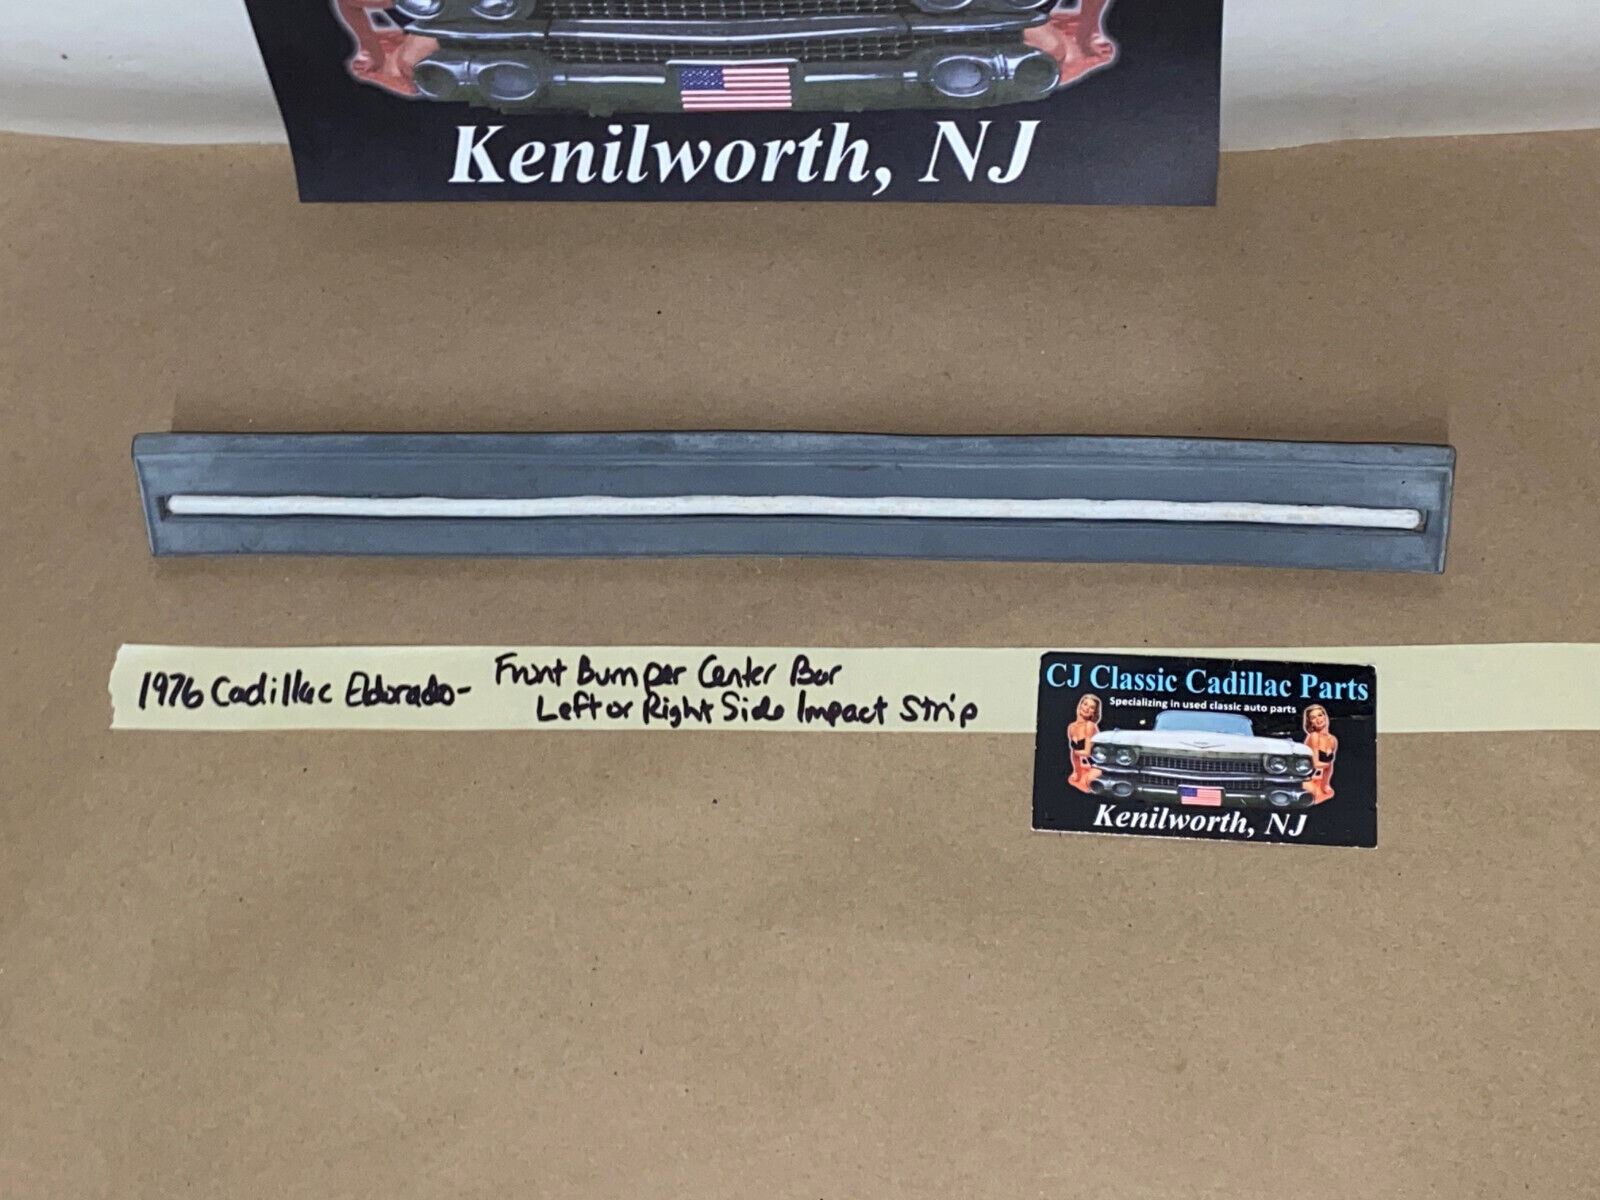 Kenilworth, NJ
1976 Cadillac Eldorado- Front Bumper Center Bar
Left or Right Side Impact Strip
CJ Classic Cadillac Parts
Specializing in used classic auto parts
Kenilworth, NJ